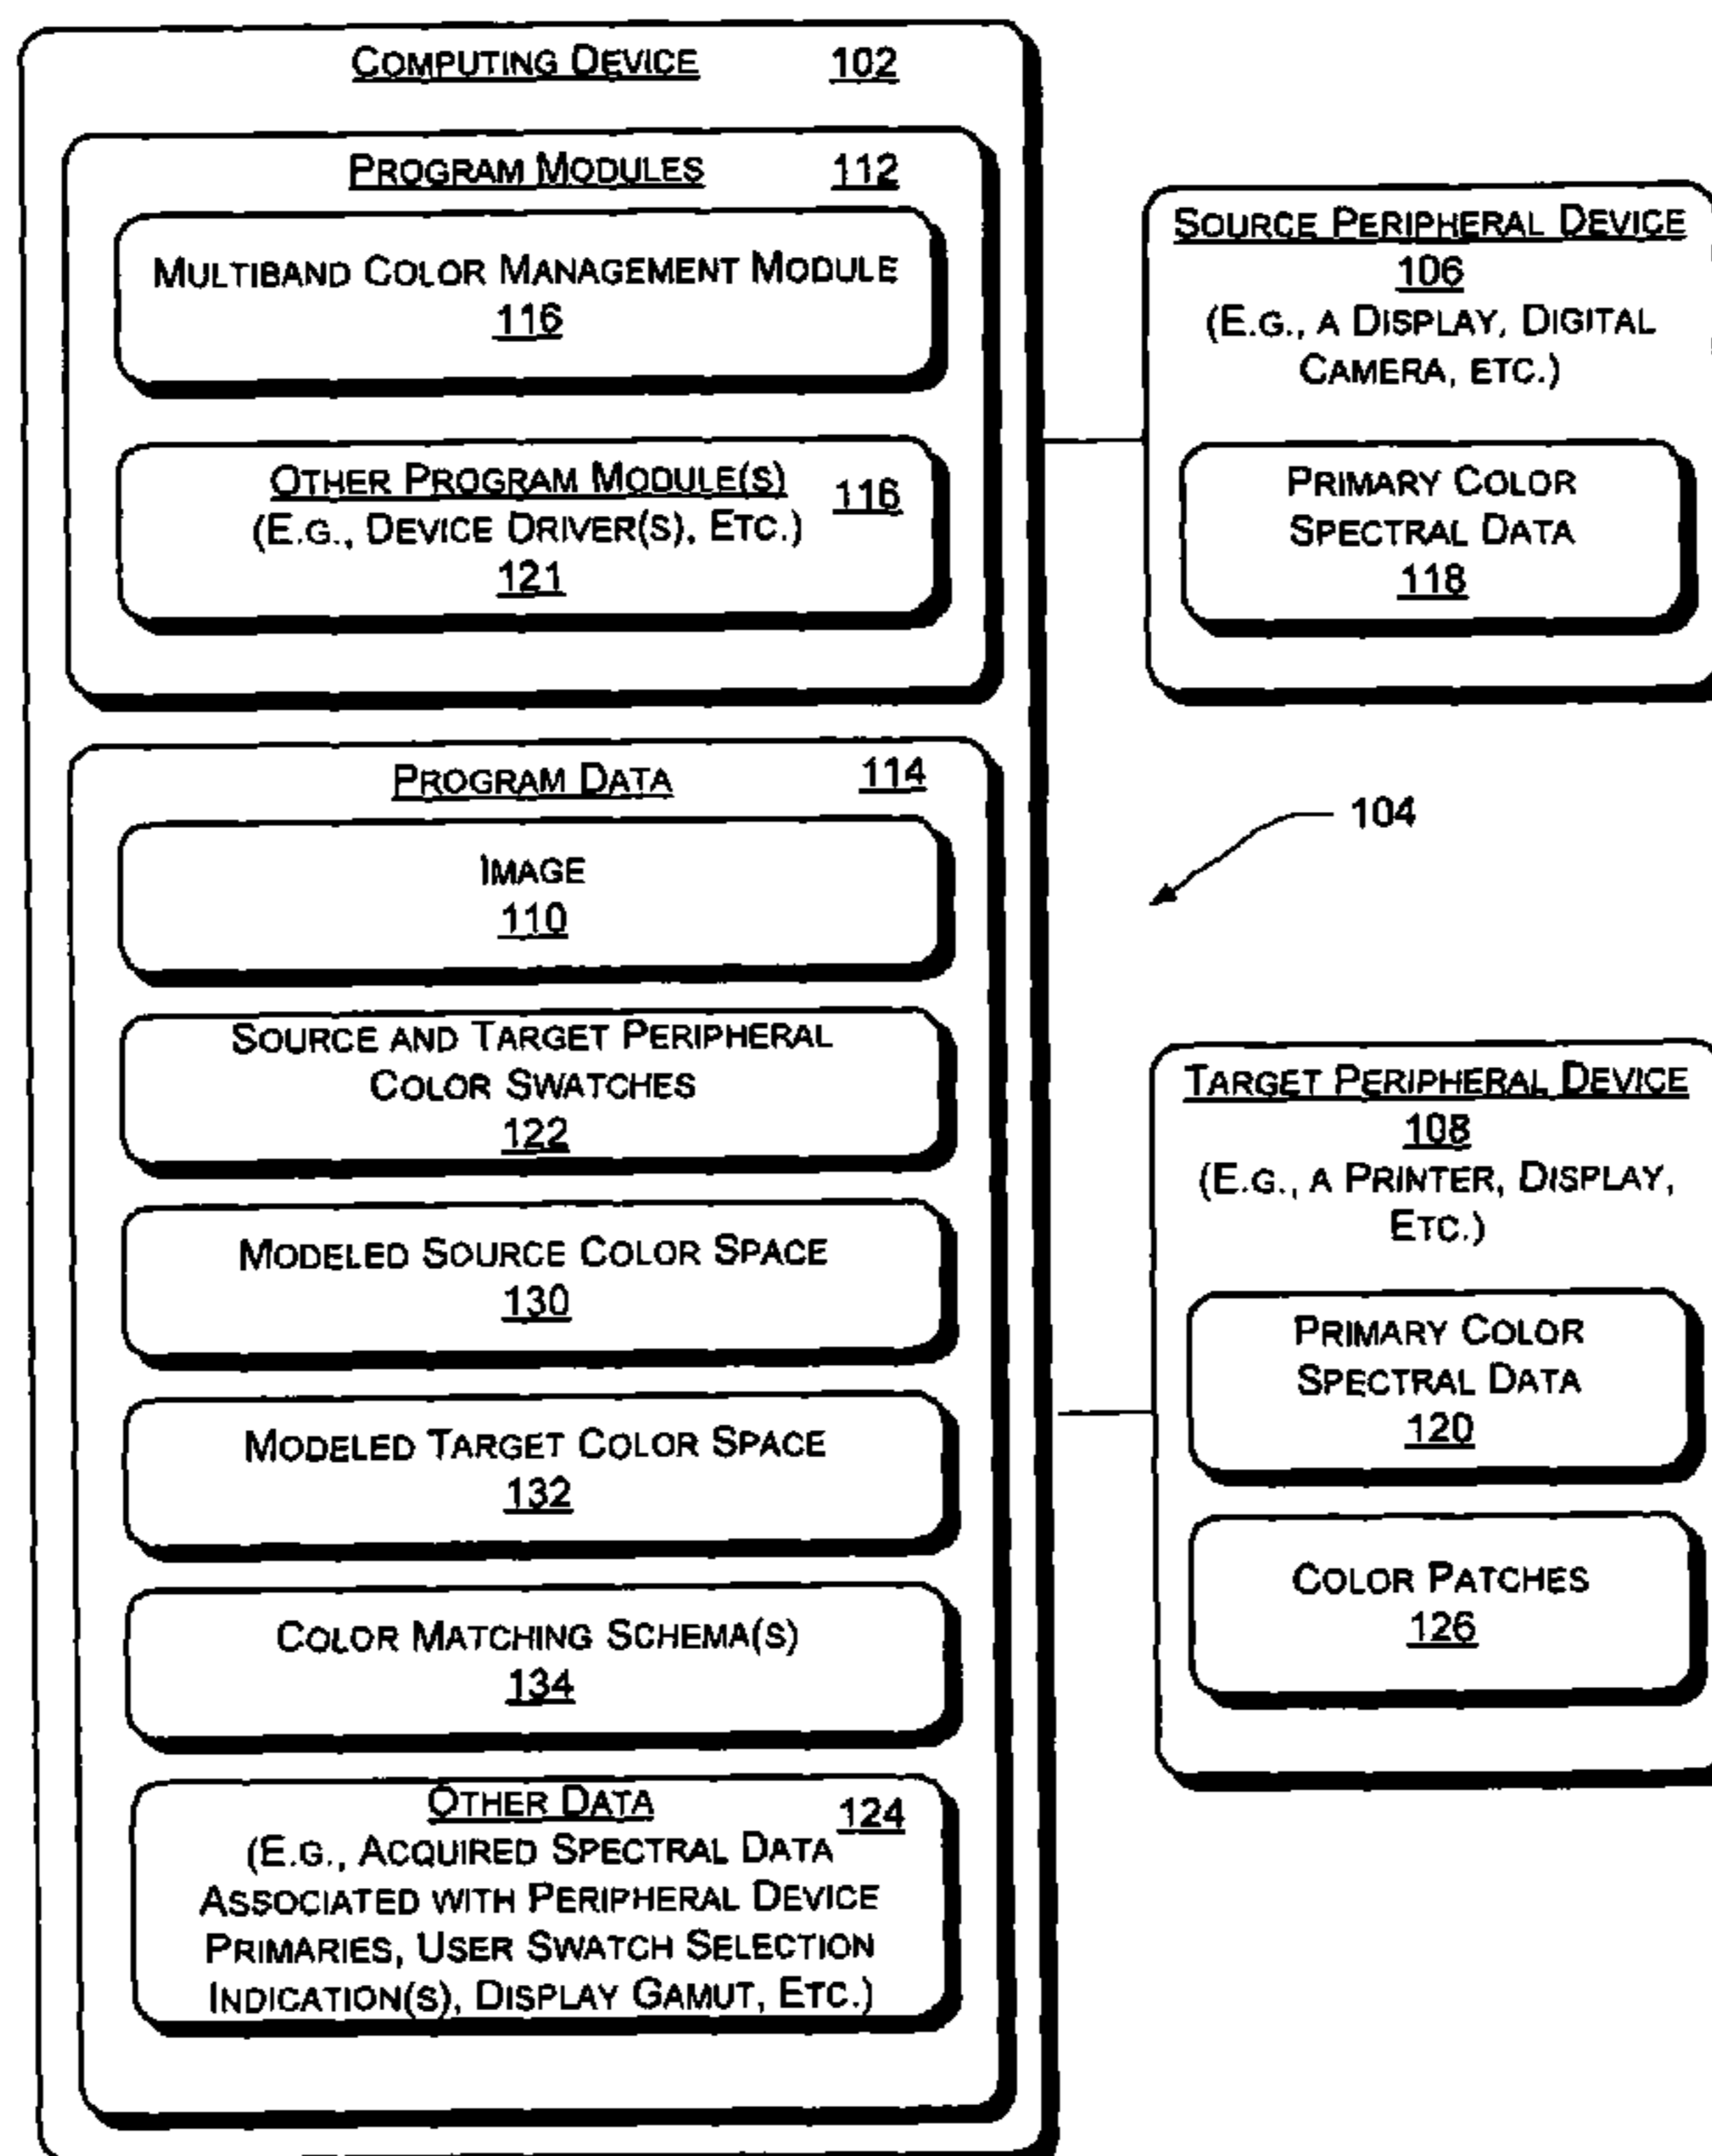 COMPUTING DEVICE 102
PROGRAM MODULES 112
MULTIBAND COLOR MANAGEMENT MODULE
116
OTHER PROGRAM MODULE(S) 116
(E.G., DEVICE DRIVER(S), ETC.)
121
PROGRAM DATA 114
IMAGE
110
SOURCE AND TARGET PERIPHERAL
COLOR SWATCHES
122
MODELED SOURCE COLOR SPACE
130
MODELED TARGET COLOR SPACE
132
COLOR MATCHING SCHEMA(S)
134
OTHER DATA 124
(E.G., ACQUIRED SPECTRAL DATA
ASSOCIATED WITH PERIPHERAL DEVICE
PRIMARIES, USER SWATCH SELECTION
INDICATION(S), DISPLAY GAMUT, ETC.)
SOURCE PERIPHERAL DEVICE
106
(E.G., A DISPLAY, DIGITAL
CAMERA, ETC.)
PRIMARY COLOR
SPECTRAL DATA
118
104
TARGET PERIPHERAL DEVICE
108
(E.G., A PRINTER, DISPLAY,
ETC.)
PRIMARY COLOR
SPECTRAL DATA
120
COLOR PATCHES
126